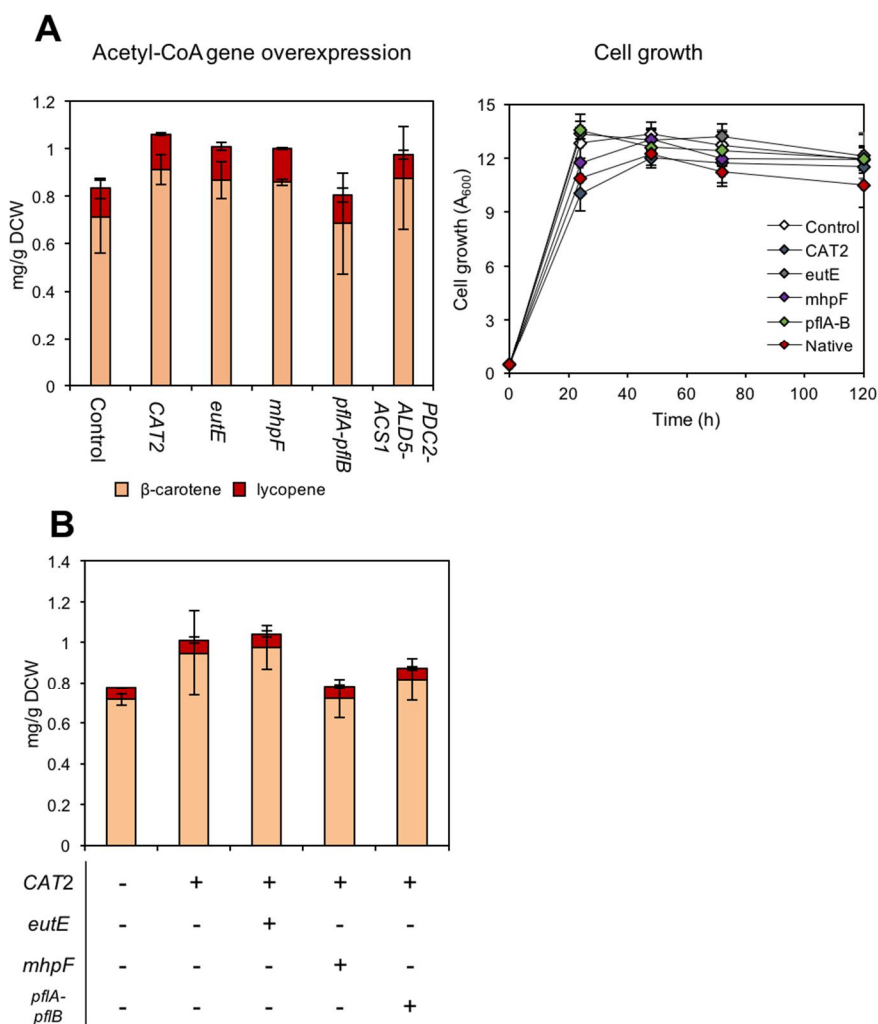 A
Acetyl-CoA gene overexpression
Cell growth
1.2
1
0.8
0.6
0.4
0.2
0
mg/g DCW
Control
CAT2
eutE
mhpF
pflA-pflB
PDC2-
ALD5-
ACS1
β-carotene
lycopene
15
12
9
6
3
0
Cell growth (A600)
Control
CAT2
eutE
mhpF
pflA-B
Native
0
20
40
60
80
100
120
Time (h)
B
1.4
1.2
1
0.8
0.6
0.4
0.2
0
mg/g DCW
CAT2 - + + + +
eutE - - + - -
mhpF - - - + -
pflA-
pflB - - - - +